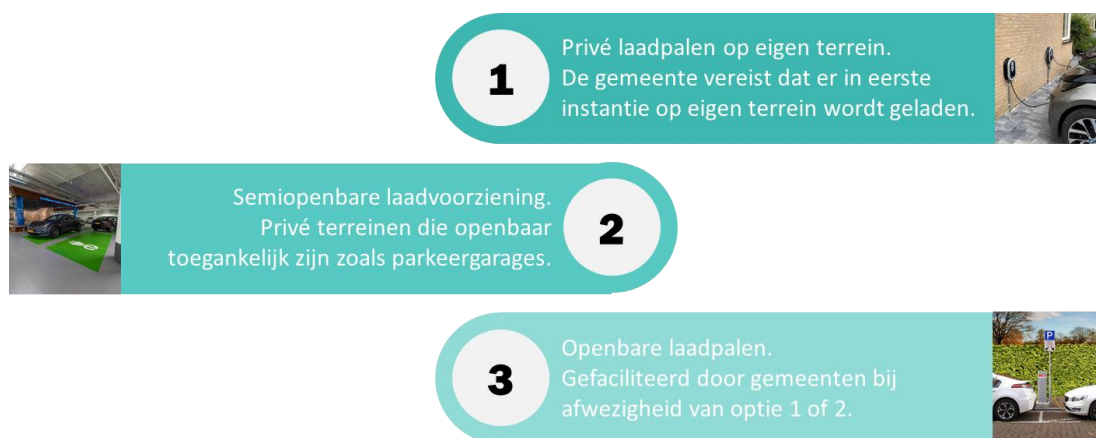 1
Privé laadpalen op eigen terrein.
De gemeente vereist dat er in eerste
instantie op eigen terrein wordt geladen.
Semiopenbare laadvoorziening.
Privé terreinen die openbaar
toegankelijk zijn zoals parkeergarages.
2
3
Openbare laadpalen.
Gefaciliteerd door gemeenten bij
afwezigheid van optie 1 of 2.
P